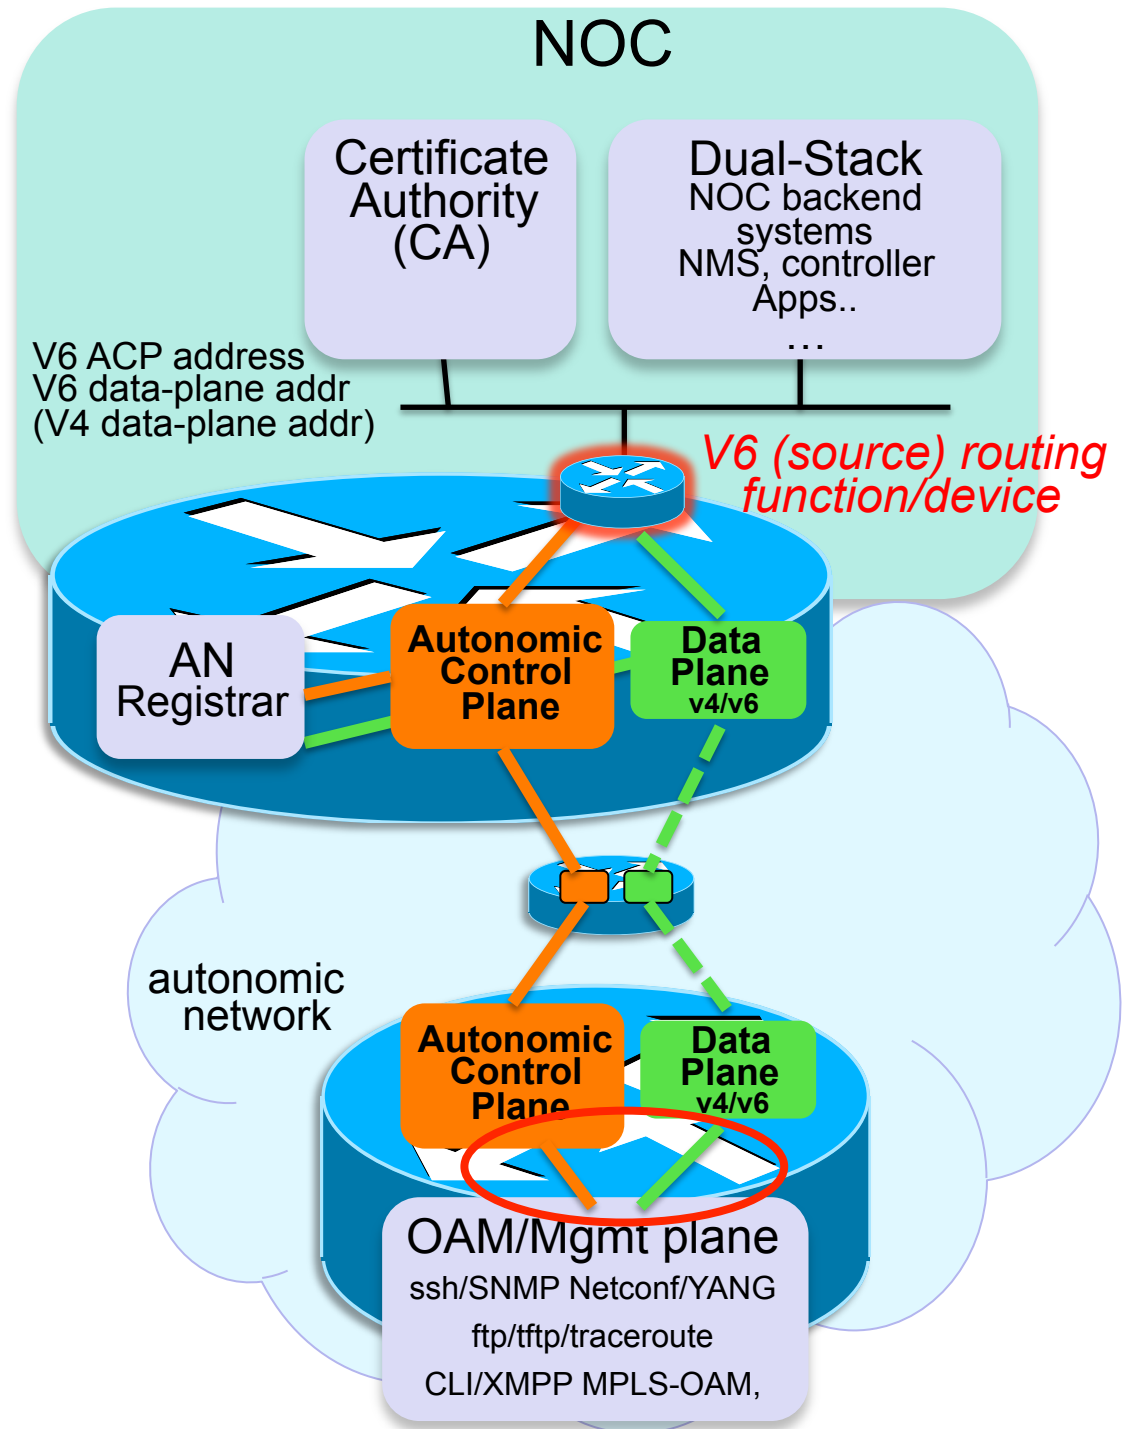 NOC
Certificate
Authority
(CA)
Dual-Stack
NOC backend
systems
NMS, controller
Apps..
...
V6 ACP address
V6 data-plane addr
(V4 data-plane addr)
V6 (source) routing
function/device
AN
Registrar
Autonomic
Control
Plane
Data
Plane
v4/v6
autonomic
network
Autonomic
Control
Plane
Data
Plane
v4/v6
OAM/Mgmt plane
ssh/SNMP Netconf/YANG
ftp/tftp/traceroute
CLI/XMPP MPLS-OAM,